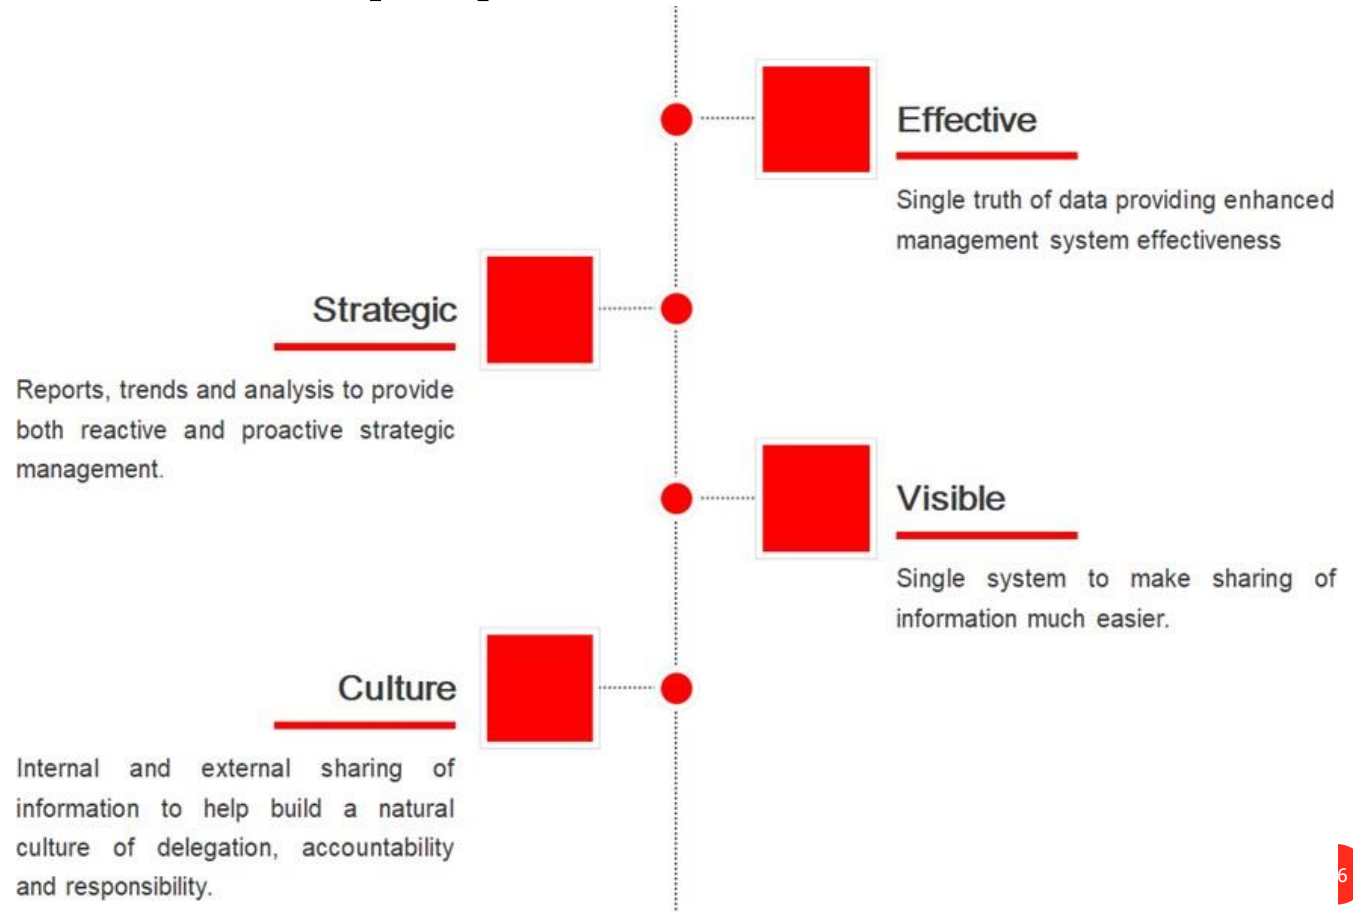 Effective
Single truth of data providing enhanced
management system effectiveness
Strategic
Reports, trends and analysis to provide
both reactive and proactive strategic
management.
Visible
Single system to make sharing of
information much easier.
Culture
Internal and external sharing of
information to help build a natural
culture of delegation, accountability
and responsibility.
6